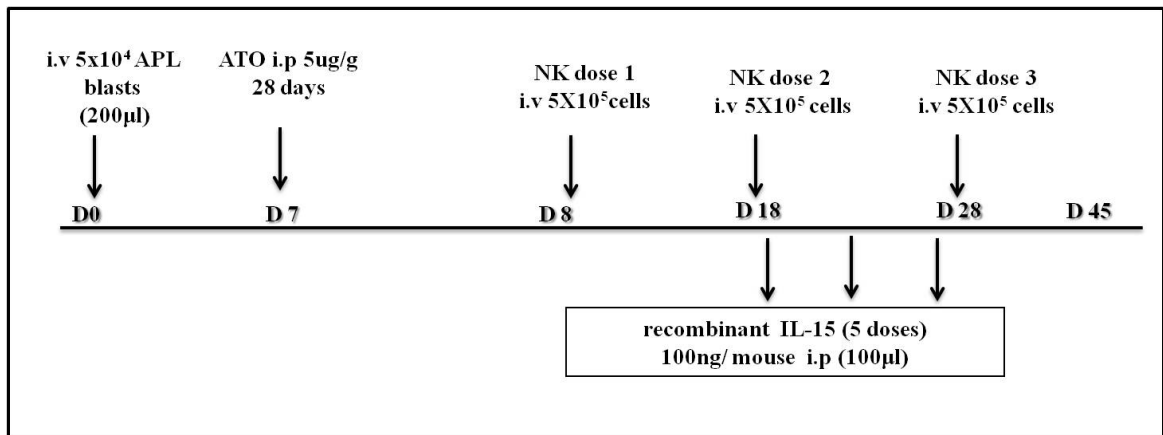 i.v 5x10⁴ APL
blasts
(200µl)
ATO i.p 5ug/g
28 days
NK dose 1
i.v 5X10⁵cells
NK dose 2
i.v 5X10⁵ cells
NK dose 3
i.v 5X10⁵ cells
D0
D 7
D 8
D 18
D 28
D 45
recombinant IL-15 (5 doses)
100ng/ mouse i.p (100µl)